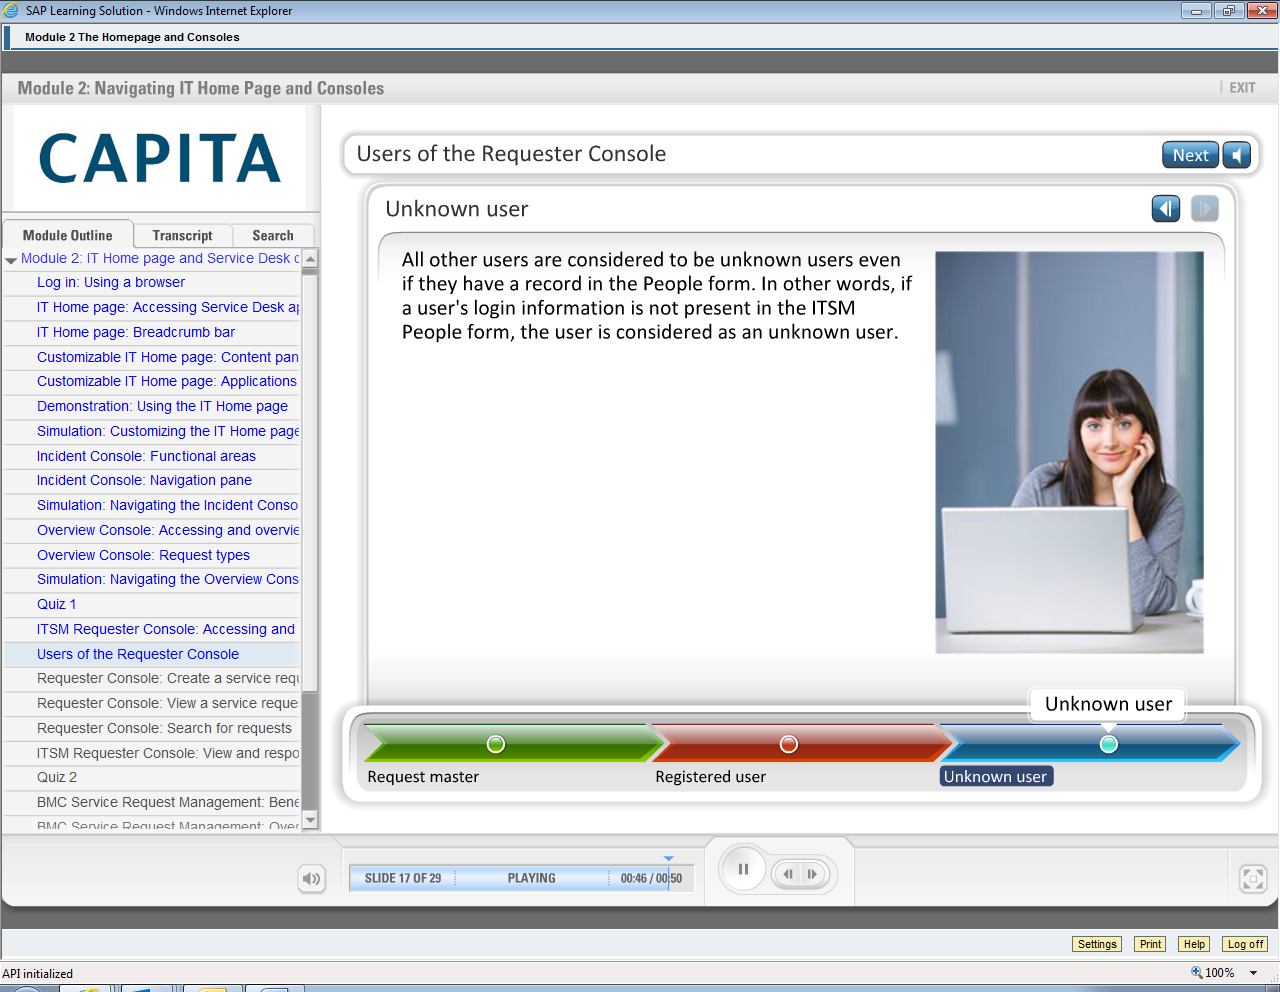 SAP Learning Solution - Windows Internet Explorer
Module 2 The Homepage and Consoles
Module 2: Navigating IT Home Page and Consoles
EXIT
CAPITA
Module Outline
Transcript
Search
Module 2: IT Home page and Service Desk c
Log in: Using a browser
IT Home page: Accessing Service Desk ap
IT Home page: Breadcrumb bar
Customizable IT Home page: Content pan
Customizable IT Home page: Applications
Demonstration: Using the IT Home page
Simulation: Customizing the IT Home page
Incident Console: Functional areas
Incident Console: Navigation pane
Simulation: Navigating the Incident Conso
Overview Console: Accessing and overvie
Overview Console: Request types
Simulation: Navigating the Overview Cons
Quiz 1
ITSM Requester Console: Accessing and
Users of the Requester Console
Requester Console: Create a service requ
Requester Console: View a service reque
Requester Console: Search for requests
ITSM Requester Console: View and respo
Quiz 2
BMC Service Request Management: Bene
BMC Service Request Management: Over
Users of the Requester Console
Next
Unknown user
All other users are considered to be unknown users even
if they have a record in the People form. In other words, if
a user's login information is not present in the ITSM
People form, the user is considered as an unknown user.
Unknown user
Request master
Registered user
Unknown user
SLIDE 17 OF 29
PLAYING
00:46 / 00:50
Settings
Print
Help
Log off
API initialized
100%